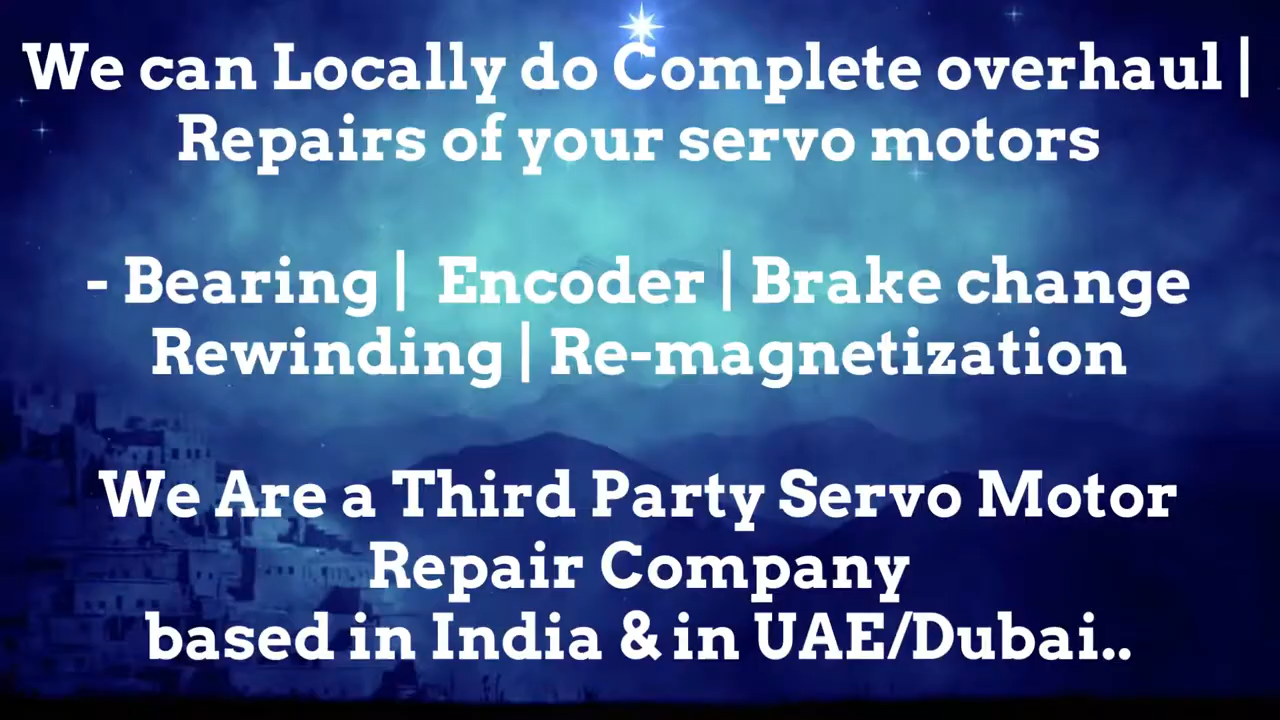 We can Locally do Complete overhaul |
Repairs of your servo motors
- Bearing | Encoder | Brake change
Rewinding | Re-magnetization
We Are a Third Party Servo Motor
Repair Company
based in India & in UAE/Dubai..